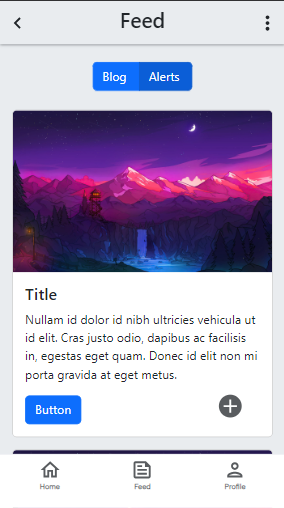 Feed
Blog Alerts
Title
Nullam id dolor id nibh ultricies vehicula ut
id elit. Cras justo odio, dapibus ac facilisis
in, egestas eget quam. Donec id elit non mi
porta gravida at eget metus.
Button
Home Feed Profile